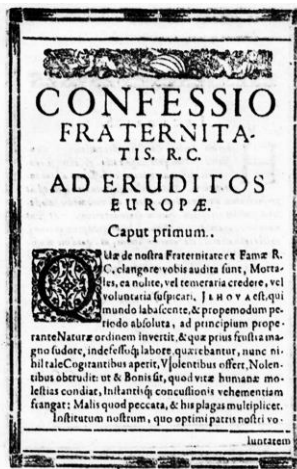 CONFESSIO
FRATERNITA-
TIS. R.C.
AD ERUDITOS
EUROPÆ.
Caput primum.
QUæ de nostra Fraternitate ex Famæ R.
C, clangore vobis audita sunt, Morta-
les, ea nolite, vel temeraria credere, vel
voluntaria suspicari. JEHOVA est, qui
mundo labascente, & propemodum pe-
riodo absoluta, ad principium prope-
rante Naturæ ordinem invertit, & quæ prius frustra ma-
gno sudore, indefessoq; labore quærebantur, nunc ni-
hil tale Cogitantibus aperit, Volentibus offert, Nolen-
tibus obtrudit: ut & Bonis sit, quod vitæ humanæ mo-
lestias condiat, Instantisq; concussionis vehementiam
frangat: Malis quod peccata, & his plagas multiplicet.
Institutum nostrum, quo optimi patris nostri vo-
luntatem